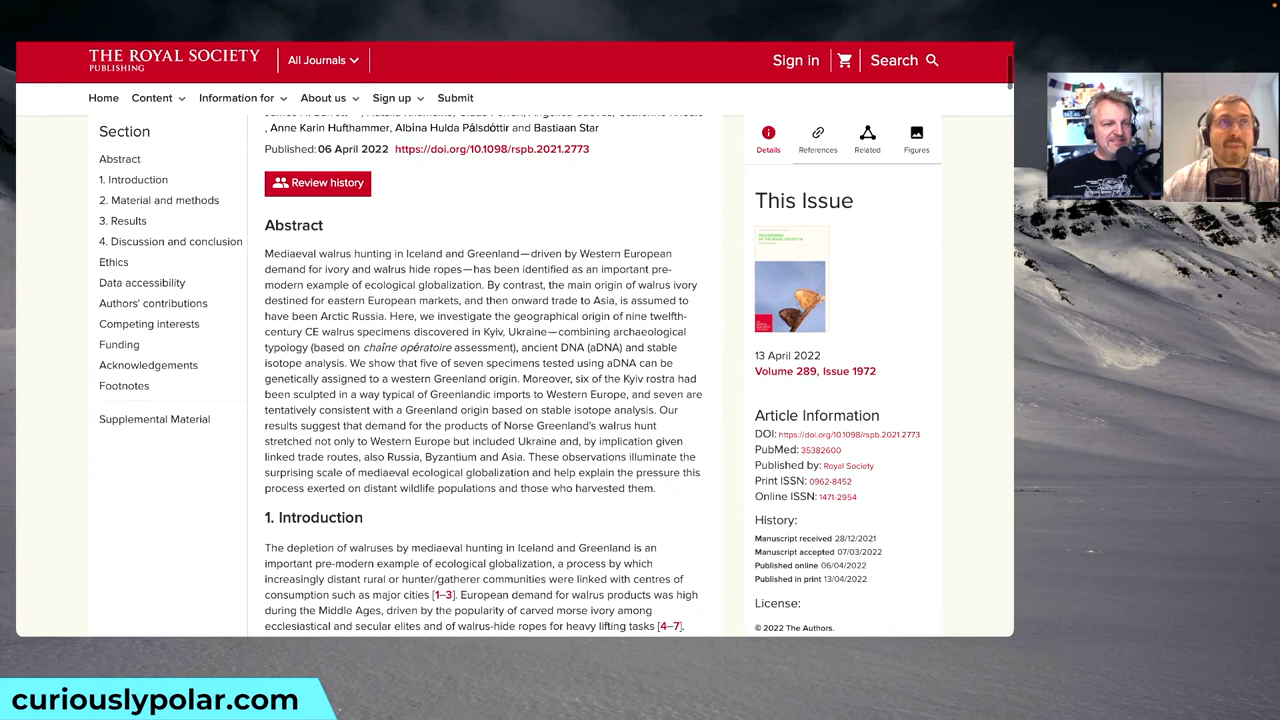 THE ROYAL SOCIETY
PUBLISHING
All Journals
Sign in
Search
Home Content Information for About us Sign up Submit
Section
Abstract
1. Introduction
2. Material and methods
3. Results
4. Discussion and conclusion
Ethics
Data accessibility
Authors' contributions
Competing interests
Funding
Acknowledgements
Footnotes
Supplemental Material
, Anne Karin Hufthammer, Albína Hulda Pálsdóttir and Bastiaan Star
Published: 06 April 2022 https://doi.org/10.1098/rspb.2021.2773
Review history
Abstract
Mediaeval walrus hunting in Iceland and Greenland—driven by Western European
demand for ivory and walrus hide ropes—has been identified as an important pre-
modern example of ecological globalization. By contrast, the main origin of walrus ivory
destined for eastern European markets, and then onward trade to Asia, is assumed to
have been Arctic Russia. Here, we investigate the geographical origin of nine twelfth-
century CE walrus specimens discovered in Kyiv, Ukraine—combining archaeological
typology (based on chaîne opératoire assessment), ancient DNA (aDNA) and stable
isotope analysis. We show that five of seven specimens tested using aDNA can be
genetically assigned to a western Greenland origin. Moreover, six of the Kyiv rostra had
been sculpted in a way typical of Greenlandic imports to Western Europe, and seven are
tentatively consistent with a Greenland origin based on stable isotope analysis. Our
results suggest that demand for the products of Norse Greenland's walrus hunt
stretched not only to Western Europe but included Ukraine and, by implication given
linked trade routes, also Russia, Byzantium and Asia. These observations illuminate the
surprising scale of mediaeval ecological globalization and help explain the pressure this
process exerted on distant wildlife populations and those who harvested them.
1. Introduction
The depletion of walruses by mediaeval hunting in Iceland and Greenland is an
important pre-modern example of ecological globalization, a process by which
increasingly distant rural or hunter/gatherer communities were linked with centres of
consumption such as major cities [1–3]. European demand for walrus products was high
during the Middle Ages, driven by the popularity of carved morse ivory among
ecclesiastical and secular elites and of walrus-hide ropes for heavy lifting tasks [4–7].
Details References Related Figures
This Issue
13 April 2022
Volume 289, Issue 1972
Article Information
DOI: https://doi.org/10.1098/rspb.2021.2773
PubMed: 35382600
Published by: Royal Society
Print ISSN: 0962-8452
Online ISSN: 1471-2954
History:
Manuscript received 28/12/2021
Manuscript accepted 07/03/2022
Published online 06/04/2022
Published in print 13/04/2022
License:
© 2022 The Authors.
curiouslypolar.com